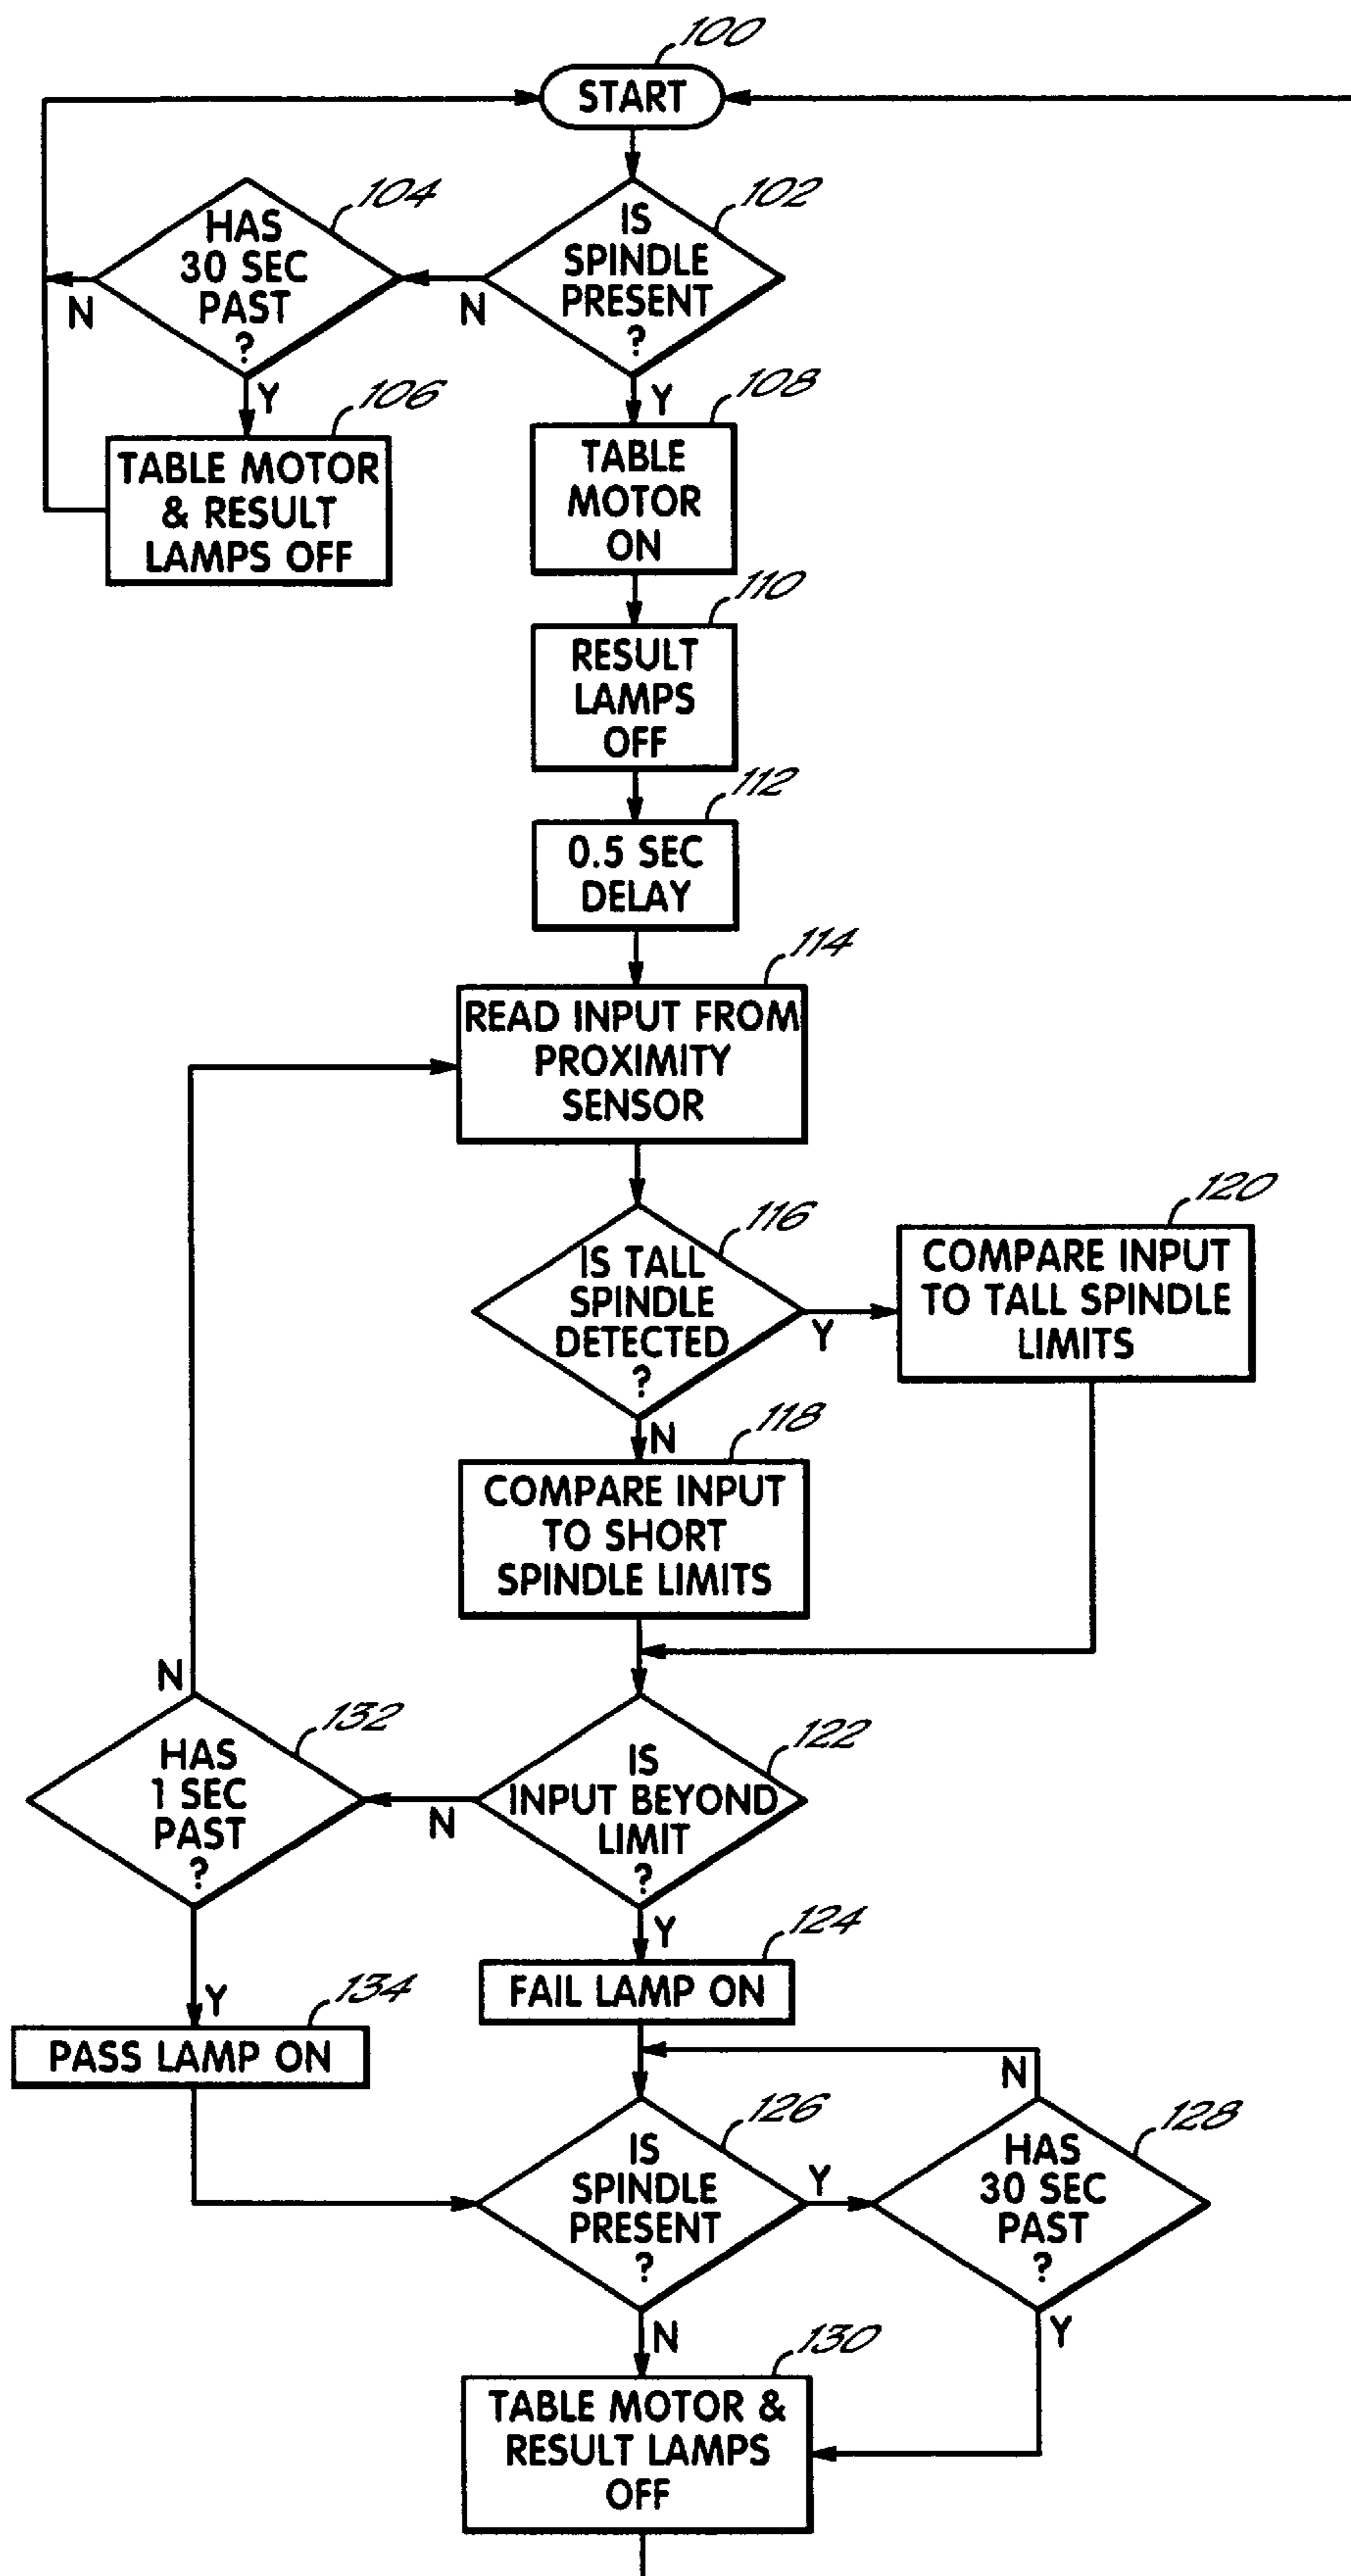 100
START
102
IS
SPINDLE
PRESENT
?
N
Y
104
HAS
30 SEC
PAST
?
N
Y
106
TABLE MOTOR
& RESULT
LAMPS OFF
108
TABLE
MOTOR
ON
110
RESULT
LAMPS
OFF
112
0.5 SEC
DELAY
114
READ INPUT FROM
PROXIMITY
SENSOR
116
IS TALL
SPINDLE
DETECTED
?
Y
N
120
COMPARE INPUT
TO TALL SPINDLE
LIMITS
118
COMPARE INPUT
TO SHORT
SPINDLE LIMITS
122
IS
INPUT BEYOND
LIMIT
?
N
Y
132
HAS
1 SEC
PAST
?
N
Y
134
PASS LAMP ON
124
FAIL LAMP ON
126
IS
SPINDLE
PRESENT
?
Y
N
128
HAS
30 SEC
PAST
?
N
Y
130
TABLE MOTOR &
RESULT LAMPS
OFF